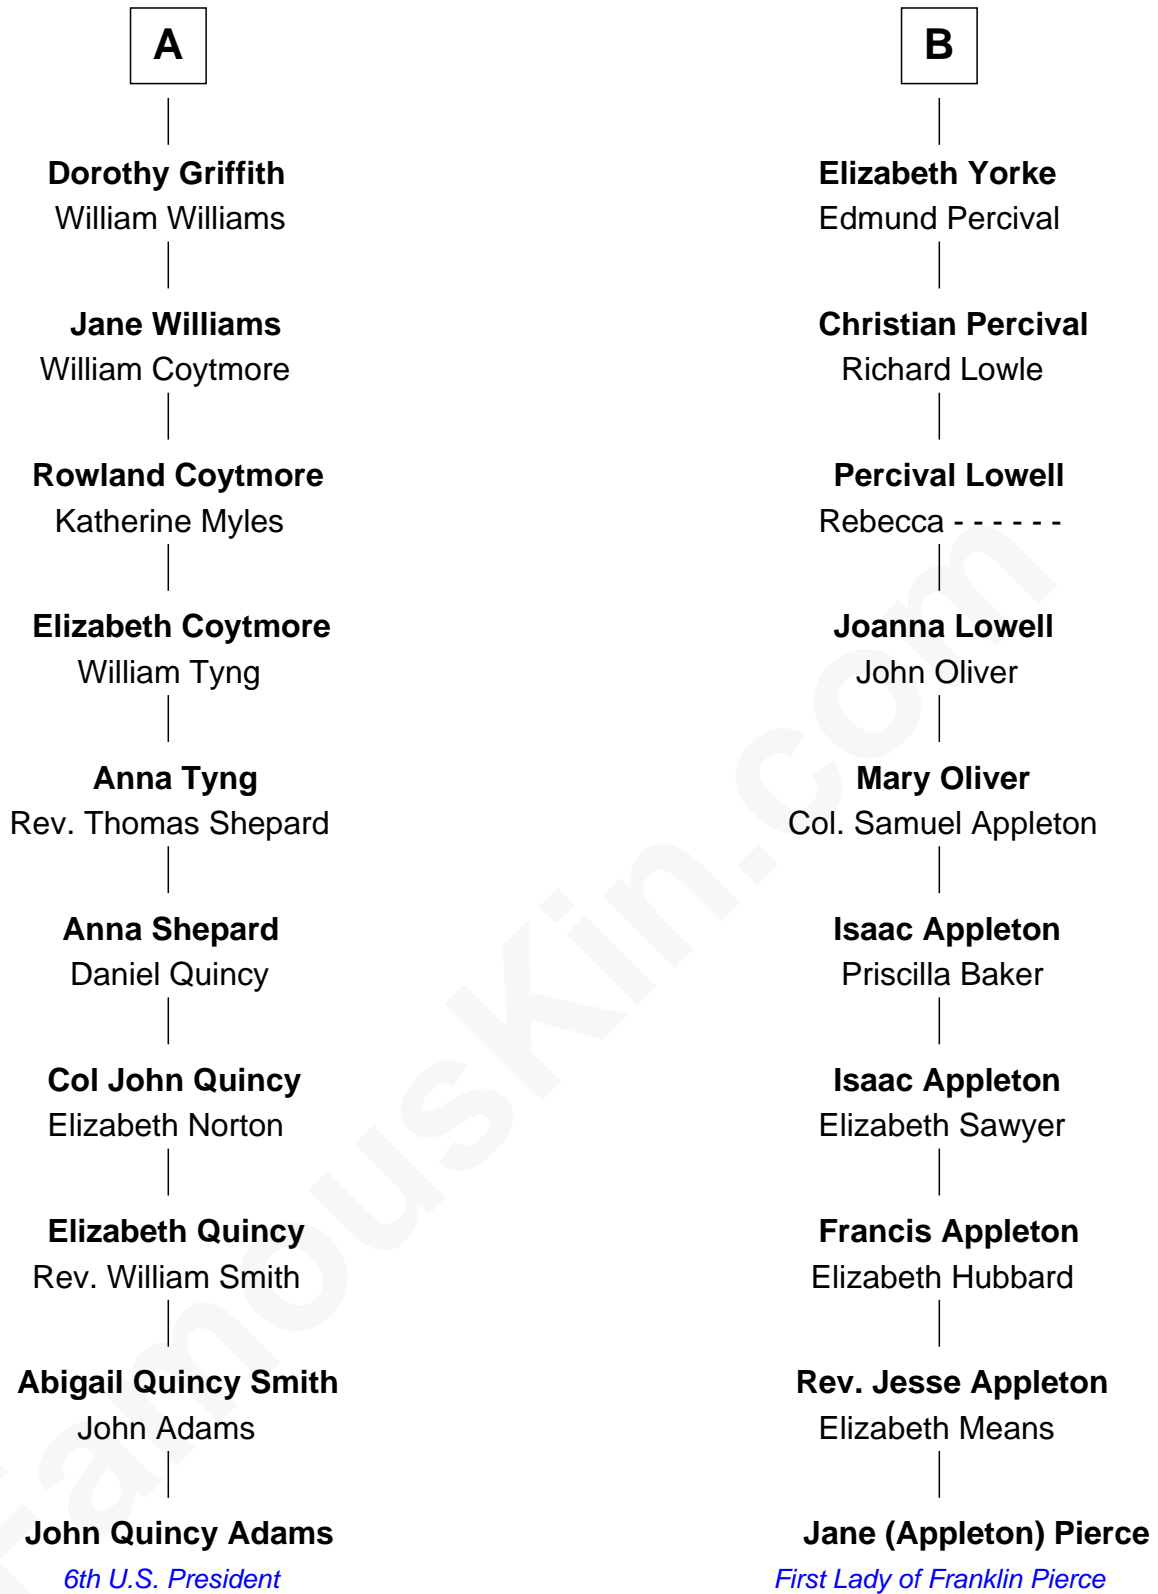 A
Dorothy Griffith
William Williams
Jane Williams
William Coytmore
Rowland Coytmore
Katherine Myles
Elizabeth Coytmore
William Tyng
Anna Tyng
Rev. Thomas Shepard
Anna Shepard
Daniel Quincy
Col John Quincy
Elizabeth Norton
Elizabeth Quincy
Rev. William Smith
Abigail Quincy Smith
John Adams
John Quincy Adams
6th U.S. President
B
Elizabeth Yorke
Edmund Percival
Christian Percival
Richard Lowle
Percival Lowell
Rebecca - - - - - -
Joanna Lowell
John Oliver
Mary Oliver
Col. Samuel Appleton
Isaac Appleton
Priscilla Baker
Isaac Appleton
Elizabeth Sawyer
Francis Appleton
Elizabeth Hubbard
Rev. Jesse Appleton
Elizabeth Means
Jane (Appleton) Pierce
First Lady of Franklin Pierce
FamousKin.com